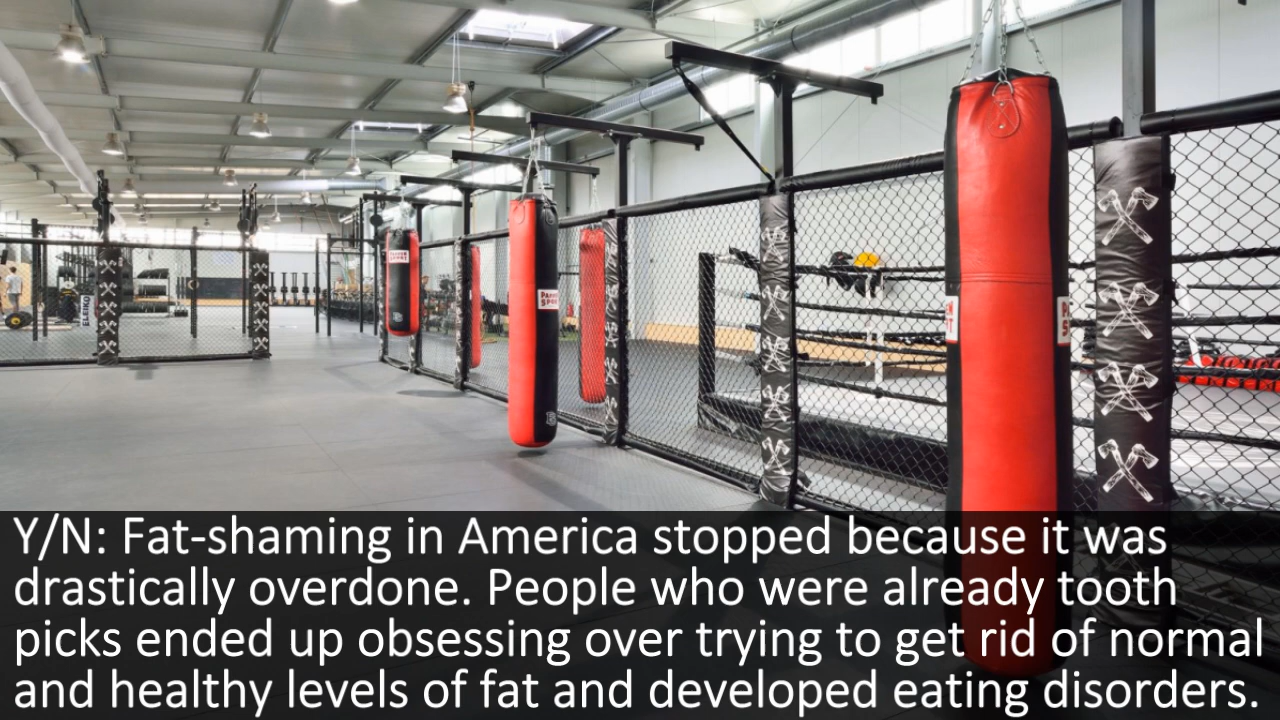 ELEIKO
Y/N: Fat-shaming in America stopped because it was
drastically overdone. People who were already tooth
picks ended up obsessing over trying to get rid of normal
and healthy levels of fat and developed eating disorders.